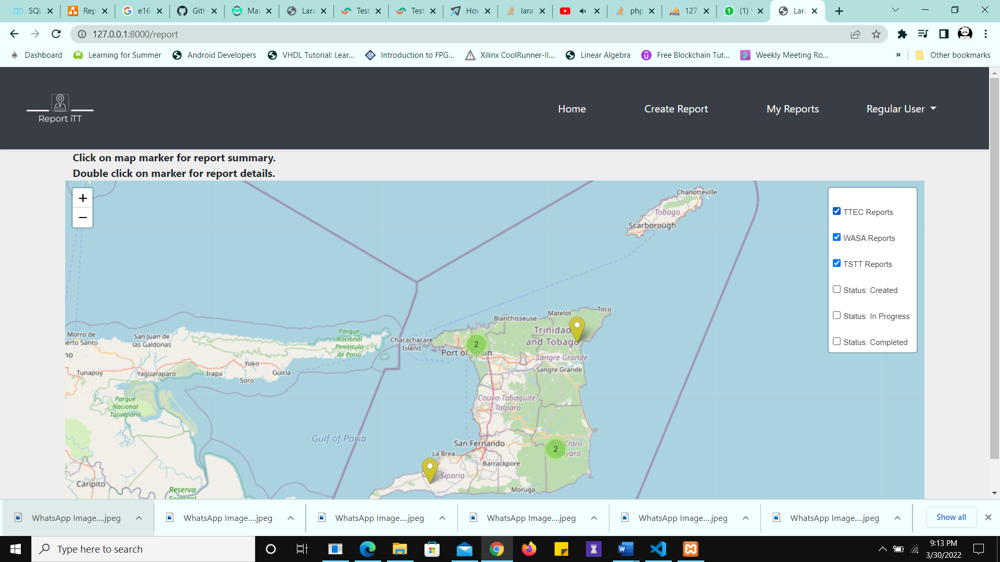 SQL
Rep
e16
GitH
Mai
Lara
Test
Test
How
lara
php
127
(1)
Lara
127.0.0.1:8000/report
Dashboard
Learning for Summer
Android Developers
VHDL Tutorial: Lear...
Introduction to FPG...
Xilinx CoolRunner-II...
Linear Algebra
Free Blockchain Tut...
Weekly Meeting Ro...
»
Other bookmarks
Report iTT
Home
Create Report
My Reports
Regular User
Click on map marker for report summary.
Double click on marker for report details.
+
−
Charlotteville
Tobago
Scarborough
TTEC Reports
WASA Reports
TSTT Reports
Status: Created
Status: In Progress
Status: Completed
Toco
Matelot
Blanchisseuse
Trinidad
and Tobago
Morro de
erto Santo
San Juan de
las Galdonas
Parque
Nacional
Península
de Paria
Chacachacare
Island
2
Port of Spain
Sangre Grande
Sangre Grande
no
Tunapuy
Yaguaraparo
Irapa
Yoko
Soro
Güiria
Parque
Nacional
Turuépano
Couva-Tabaquite-
Talparo
Gulf of Paria
San Fernando
2
Claro-
Mayaro
La Brea
Barrackpore
Siparia
Caripito
Reserva
Forestal
Moruga
WhatsApp Image....jpeg
WhatsApp Image....jpeg
WhatsApp Image....jpeg
WhatsApp Image....jpeg
WhatsApp Image....jpeg
WhatsApp Image....jpeg
Show all
Type here to search
9:13 PM
3/30/2022